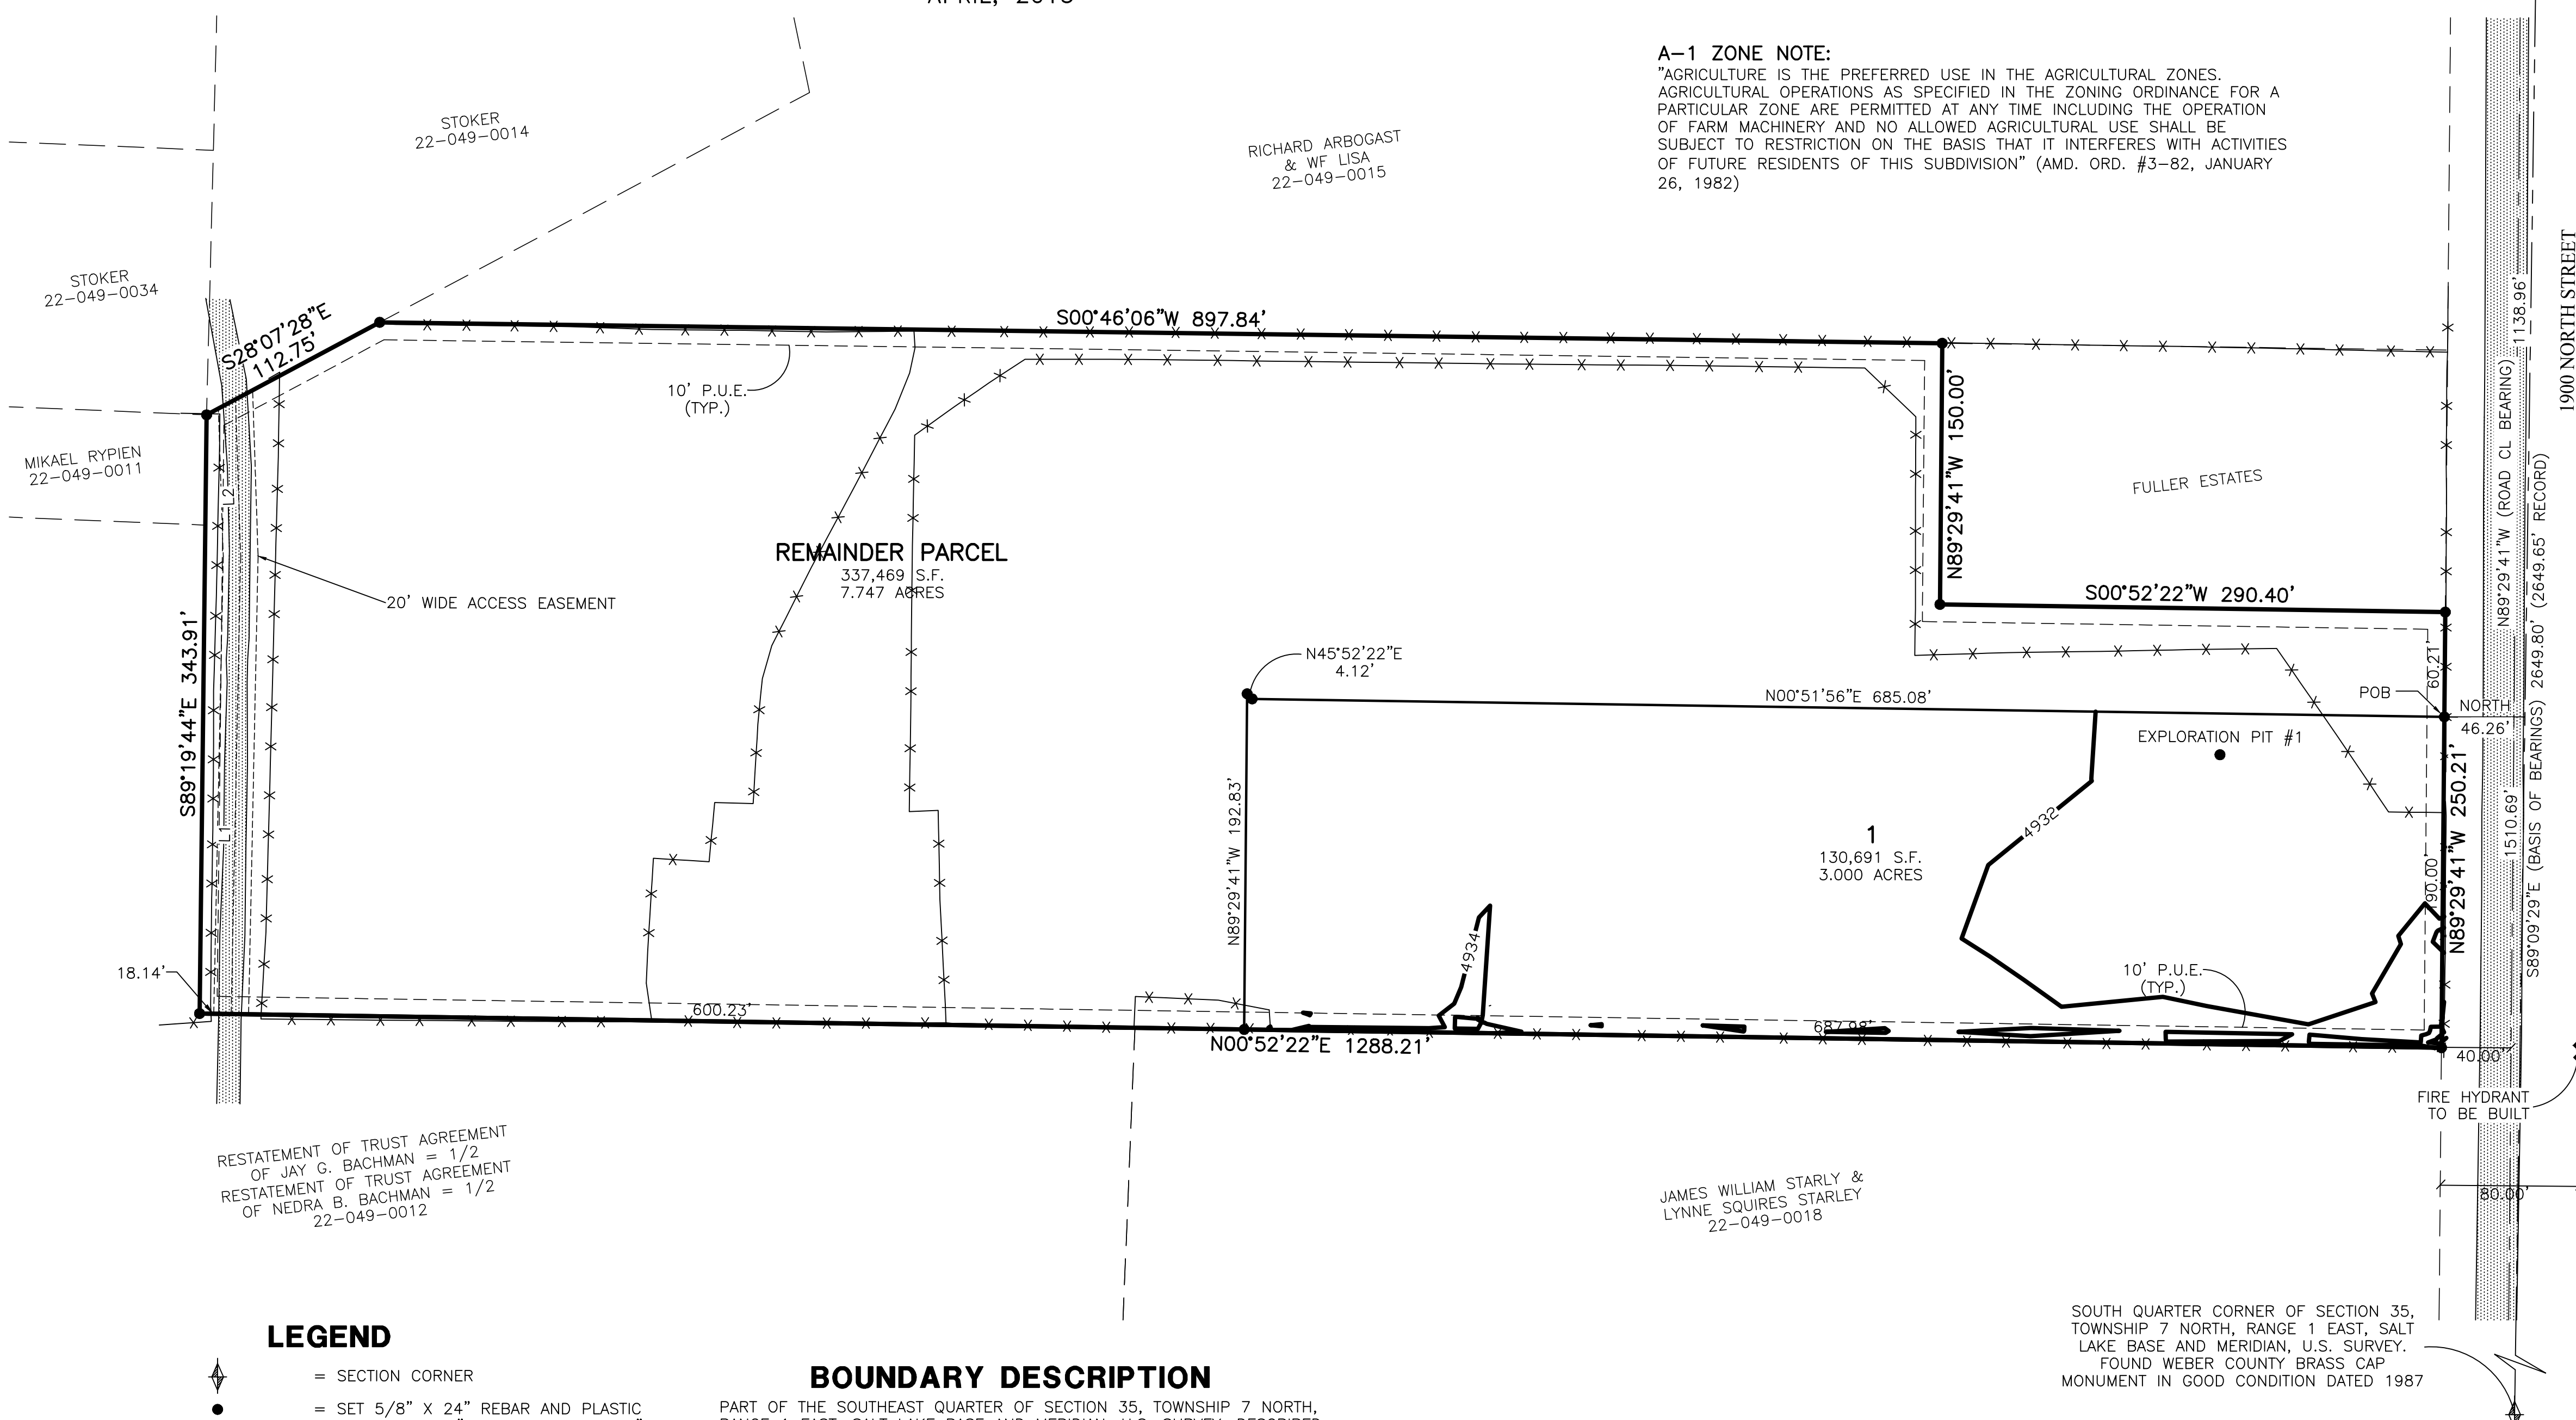 A-1 ZONE NOTE:
"AGRICULTURE IS THE PREFERRED USE IN THE AGRICULTURAL ZONES.
AGRICULTURAL OPERATIONS AS SPECIFIED IN THE ZONING ORDINANCE FOR A
PARTICULAR ZONE ARE PERMITTED AT ANY TIME INCLUDING THE OPERATION
OF FARM MACHINERY AND NO ALLOWED AGRICULTURAL USE SHALL BE
SUBJECT TO RESTRICTION ON THE BASIS THAT IT INTERFERES WITH ACTIVITIES
OF FUTURE RESIDENTS OF THIS SUBDIVISION" (AMD. ORD. #3-82, JANUARY
26, 1982)
STOKER
22-049-0014
RICHARD ARBOGAST
& WF LISA
22-049-0015
STOKER
22-049-0034
S28°07'28"E
112.75'
S00°46'06"W 897.84'
10' P.U.E.
(TYP.)
MIKAEL RYPIEN
22-049-0011
L2
N89°29'41"W 150.00'
FULLER ESTATES
N89°29'41"W (ROAD CL BEARING)
1138.96'
1900 NORTH STREET
REMAINDER PARCEL
337,469 S.F.
7.747 ACRES
20' WIDE ACCESS EASEMENT
S00°52'22"W 290.40'
S89°19'44"E 343.91'
N45°52'22"E
4.12'
N00°51'56"E 685.08'
60.21'
POB
NORTH
46.26'
EXPLORATION PIT #1
N89°29'41"W 250.21'
1510.69'
S89°09'29"E (BASIS OF BEARINGS) 2649.80' (2649.65' RECORD)
L1
N89°29'41"W 192.83'
4932
1
130,691 S.F.
3.000 ACRES
190.00'
4934
18.14'
10' P.U.E.
(TYP.)
600.23'
687.98'
N00°52'22"E 1288.21'
40.00'
FIRE HYDRANT
TO BE BUILT
RESTATEMENT OF TRUST AGREEMENT
OF JAY G. BACHMAN = 1/2
RESTATEMENT OF TRUST AGREEMENT
OF NEDRA B. BACHMAN = 1/2
22-049-0012
JAMES WILLIAM STARLY &
LYNNE SQUIRES STARLEY
22-049-0018
80.00'
SOUTH QUARTER CORNER OF SECTION 35,
TOWNSHIP 7 NORTH, RANGE 1 EAST, SALT
LAKE BASE AND MERIDIAN, U.S. SURVEY.
FOUND WEBER COUNTY BRASS CAP
MONUMENT IN GOOD CONDITION DATED 1987
LEGEND
= SECTION CORNER
= SET 5/8" X 24" REBAR AND PLASTIC
BOUNDARY DESCRIPTION
PART OF THE SOUTHEAST QUARTER OF SECTION 35, TOWNSHIP 7 NORTH,